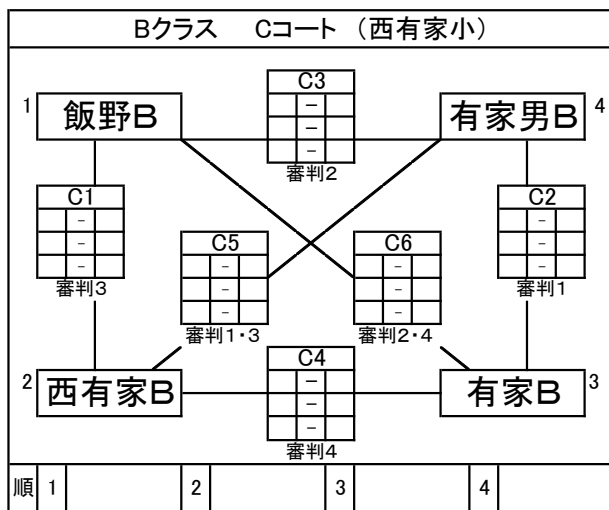 Bクラス　Cコート （西有家小）
C3
1 飯野B
-
-
-
有家男B 4
審判2
C1
-
-
-
審判3
C2
-
-
-
審判1
C5
-
-
-
審判1・3
C6
-
-
-
審判2・4
C4
2 西有家B
-
-
-
有家B 3
審判4
順 1 2 3 4